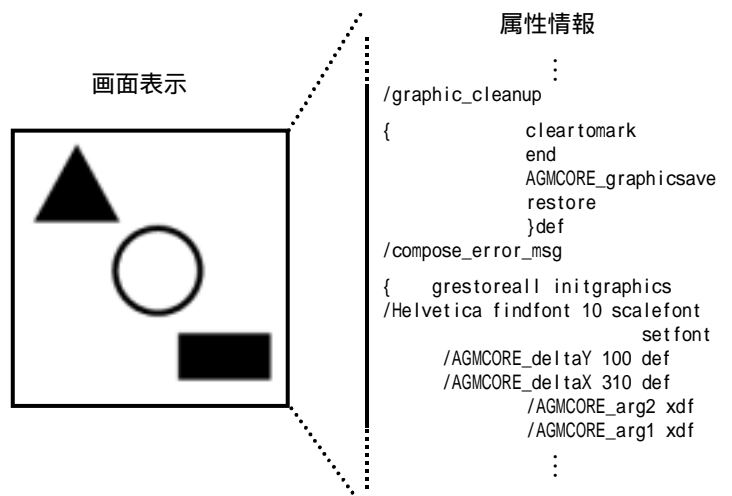 属性情報
画面表示
⋮
/graphic_cleanup
{ cleartomark
end
AGMCORE_graphicsave
restore
}def
/compose_error_msg
{ grestoreall initgraphics
/Helvetica findfont 10 scalefont
setfont
/AGMCORE_deltaY 100 def
/AGMCORE_deltaX 310 def
/AGMCORE_arg2 xdf
/AGMCORE_arg1 xdf
⋮